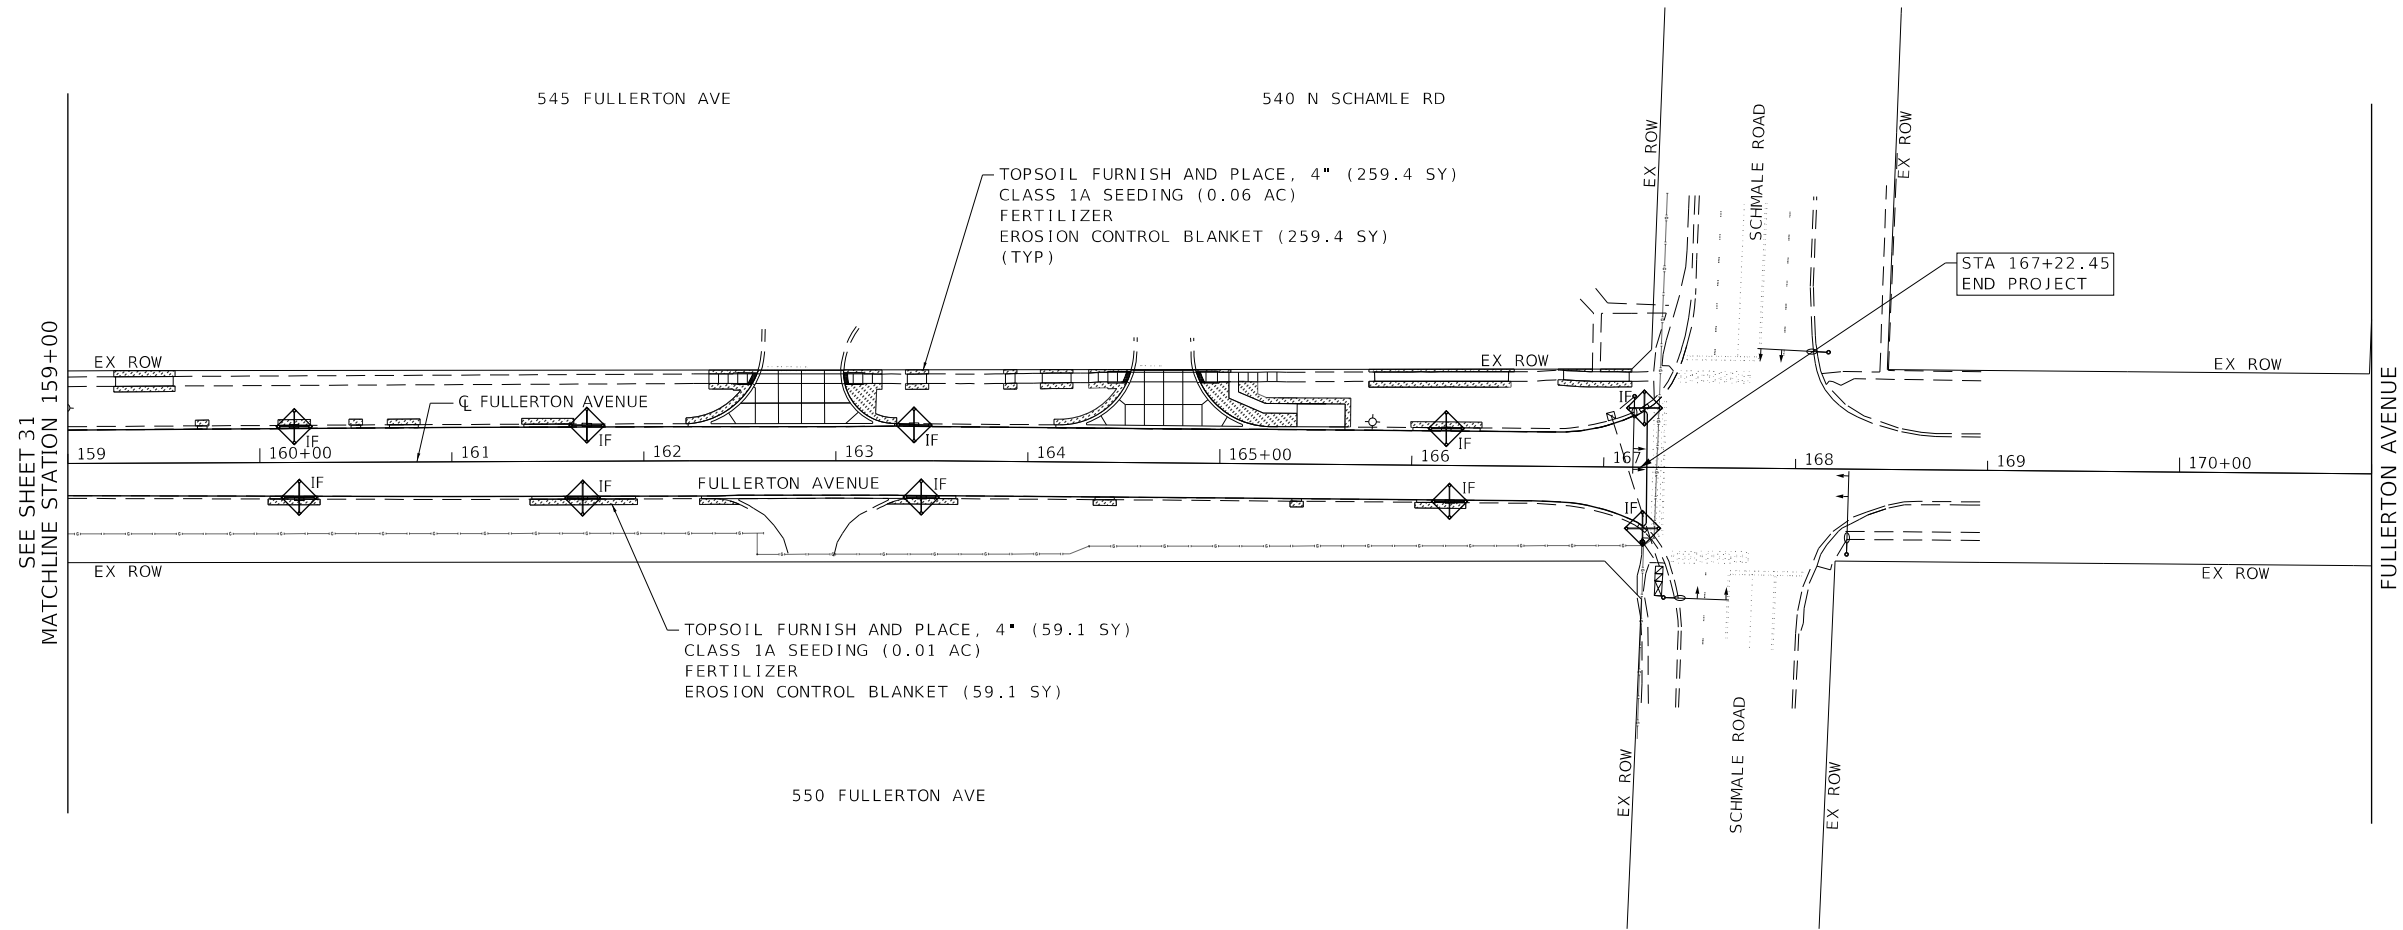 545 FULLERTON AVE
540 N SCHAMLE RD
TOPSOIL FURNISH AND PLACE, 4" (259.4 SY)
CLASS 1A SEEDING (0.06 AC)
FERTILIZER
EROSION CONTROL BLANKET (259.4 SY)
(TYP)
EX ROW
SCHMALE ROAD
EX ROW
STA 167+22.45
END PROJECT
SEE SHEET 31
MATCHLINE STATION 159+00
EX ROW
EX ROW
EX ROW
℄ FULLERTON AVENUE
IF
IF
IF
IF
IF
159
160+00
161
162
163
164
165+00
166
167
168
169
170+00
FULLERTON AVENUE
IF
IF
FULLERTON AVENUE
IF
IF
IF
EX ROW
EX ROW
TOPSOIL FURNISH AND PLACE, 4" (59.1 SY)
CLASS 1A SEEDING (0.01 AC)
FERTILIZER
EROSION CONTROL BLANKET (59.1 SY)
550 FULLERTON AVE
EX ROW
SCHMALE ROAD
EX ROW